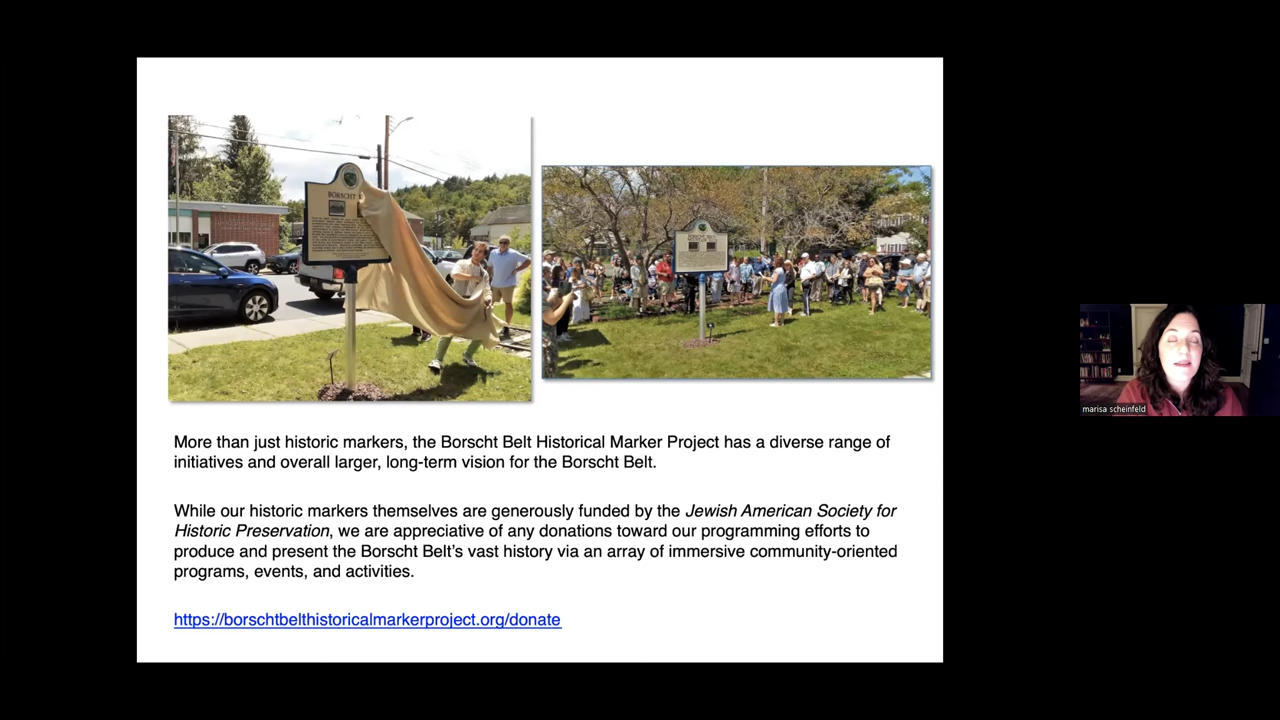 BORSCHT
More than just historic markers, the Borscht Belt Historical Marker Project has a diverse range of
initiatives and overall larger, long-term vision for the Borscht Belt.
While our historic markers themselves are generously funded by the Jewish American Society for
Historic Preservation, we are appreciative of any donations toward our programming efforts to
produce and present the Borscht Belt’s vast history via an array of immersive community-oriented
programs, events, and activities.
https://borschtbelthistoricalmarkerproject.org/donate
marisa scheinfeld